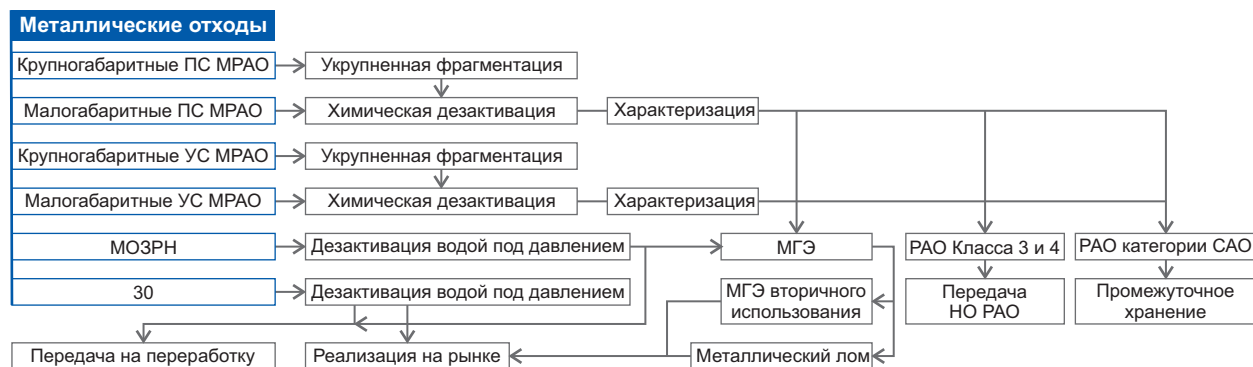 Металлические отходы
Крупногабаритные ПС МРАО
Укрупненная фрагментация
Малогабаритные ПС МРАО
Химическая дезактивация
Характеризация
Крупногабаритные УС МРАО
Укрупненная фрагментация
Малогабаритные УС МРАО
Химическая дезактивация
Характеризация
МОЗРН
Дезактивация водой под давлением
МГЭ
РАО Класса 3 и 4
РАО категории САО
30
Дезактивация водой под давлением
МГЭ вторичного
использования
Передача
НО РАО
Промежуточное
хранение
Передача на переработку
Реализация на рынке
Металлический лом